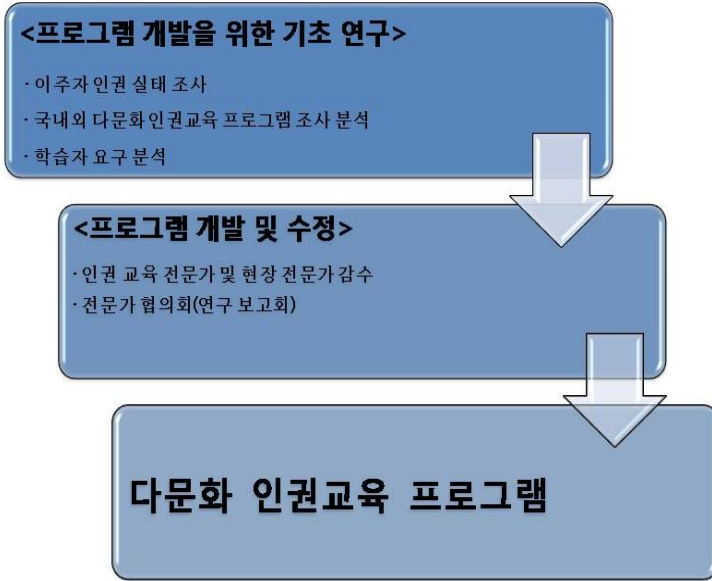 <프로그램 개발을 위한 기초 연구>
· 이주자 인권 실태 조사
· 국내외 다문화 인권교육 프로그램 조사 분석
· 학습자 요구 분석
<프로그램 개발 및 수정>
· 인권 교육 전문가 및 현장 전문가 감수
· 전문가 협의회(연구 보고회)
다문화 인권교육 프로그램